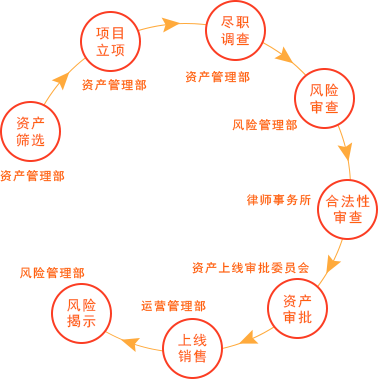 资产
筛选
资产管理部
项目
立项
资产管理部
尽职
调查
资产管理部
风险
审查
风险管理部
合法性
审查
律师事务所
资产
审批
资产上线审批委员会
上线
销售
运营管理部
风险
揭示
风险管理部